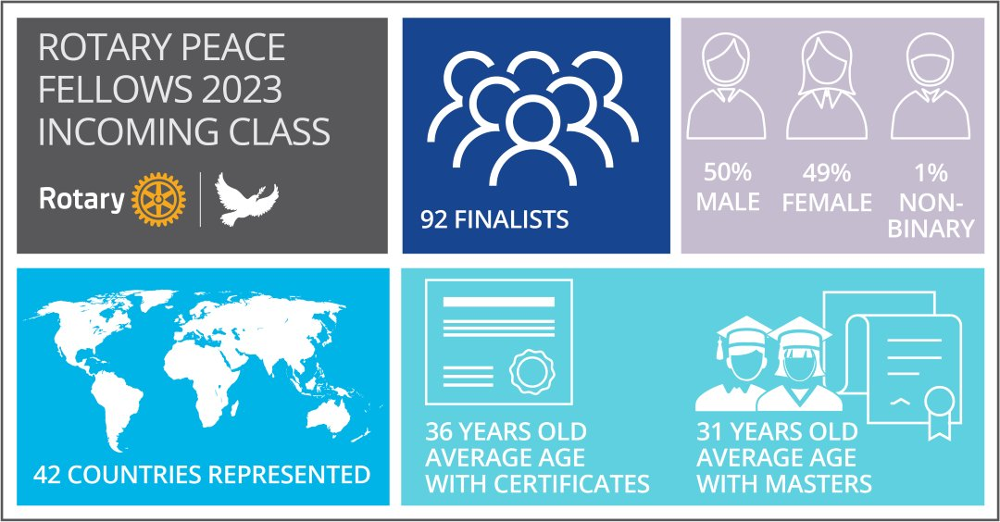 ROTARY PEACE
FELLOWS 2023
INCOMING CLASS
Rotary
92 FINALISTS
50%
MALE
49%
FEMALE
1%
NON-
BINARY
42 COUNTRIES REPRESENTED
36 YEARS OLD
AVERAGE AGE
WITH CERTIFICATES
31 YEARS OLD
AVERAGE AGE
WITH MASTERS